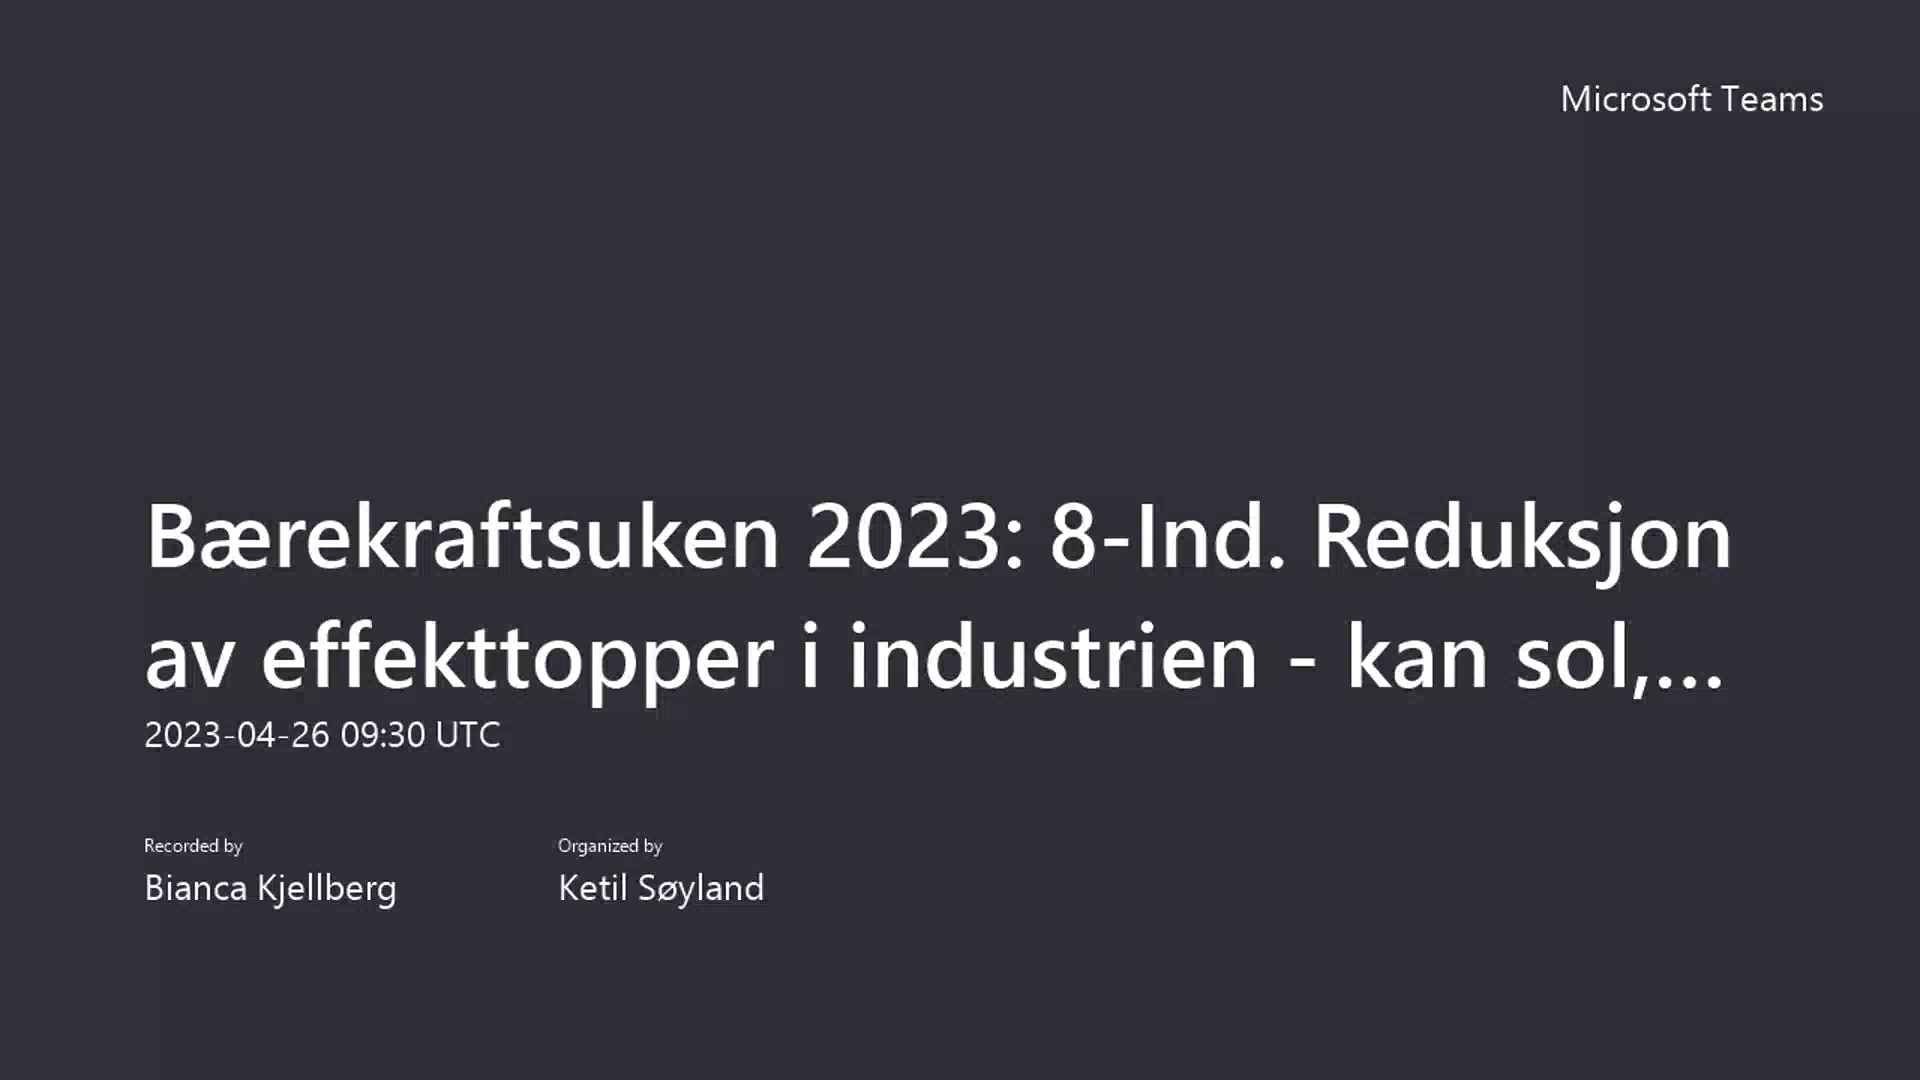 Microsoft Teams
Bærekraftsuken 2023: 8-Ind. Reduksjon
av effekttopper i industrien - kan sol,...
2023-04-26 09:30 UTC
Recorded by
Bianca Kjellberg
Organized by
Ketil Søyland